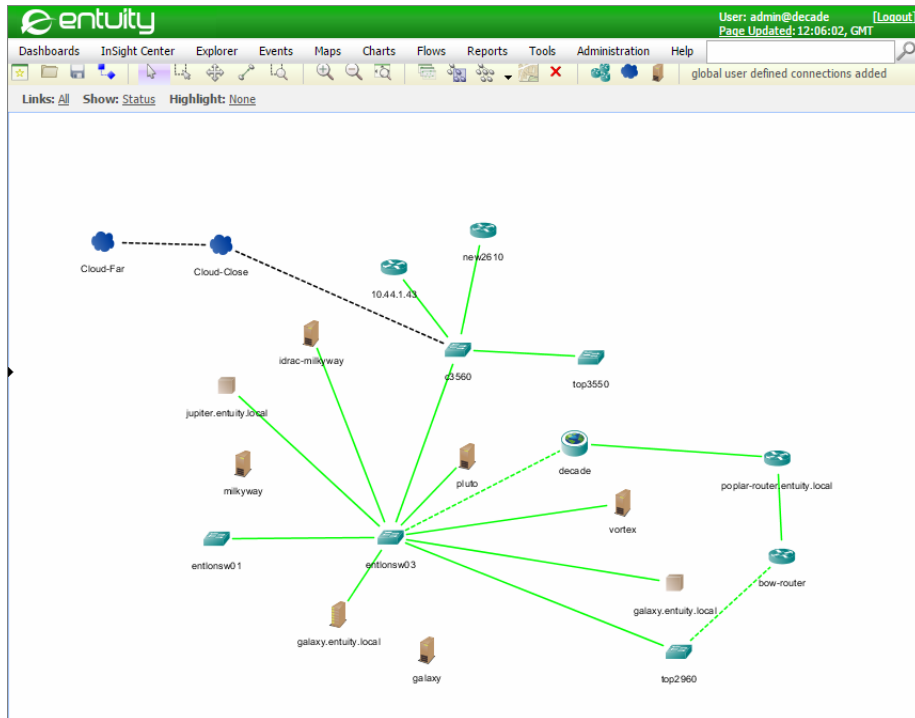 entuity
User: admin@decade [Logout]
Page Updated: 12:06:02, GMT
Dashboards InSight Center Explorer Events Maps Charts Flows Reports Tools Administration Help
global user defined connections added
Links: All Show: Status Highlight: None
new2610
Cloud-Far
Cloud-Close
10.44.1.43
idrac-milkyway
c3560
top3550
jupiter.entuity.local
decade
milkyway
pluto
poplar-router.entuity.local
vortex
entlonsw01
entlonsw03
bow-router
galaxy.entuity.local
galaxy.entuity.local
galaxy
top2960